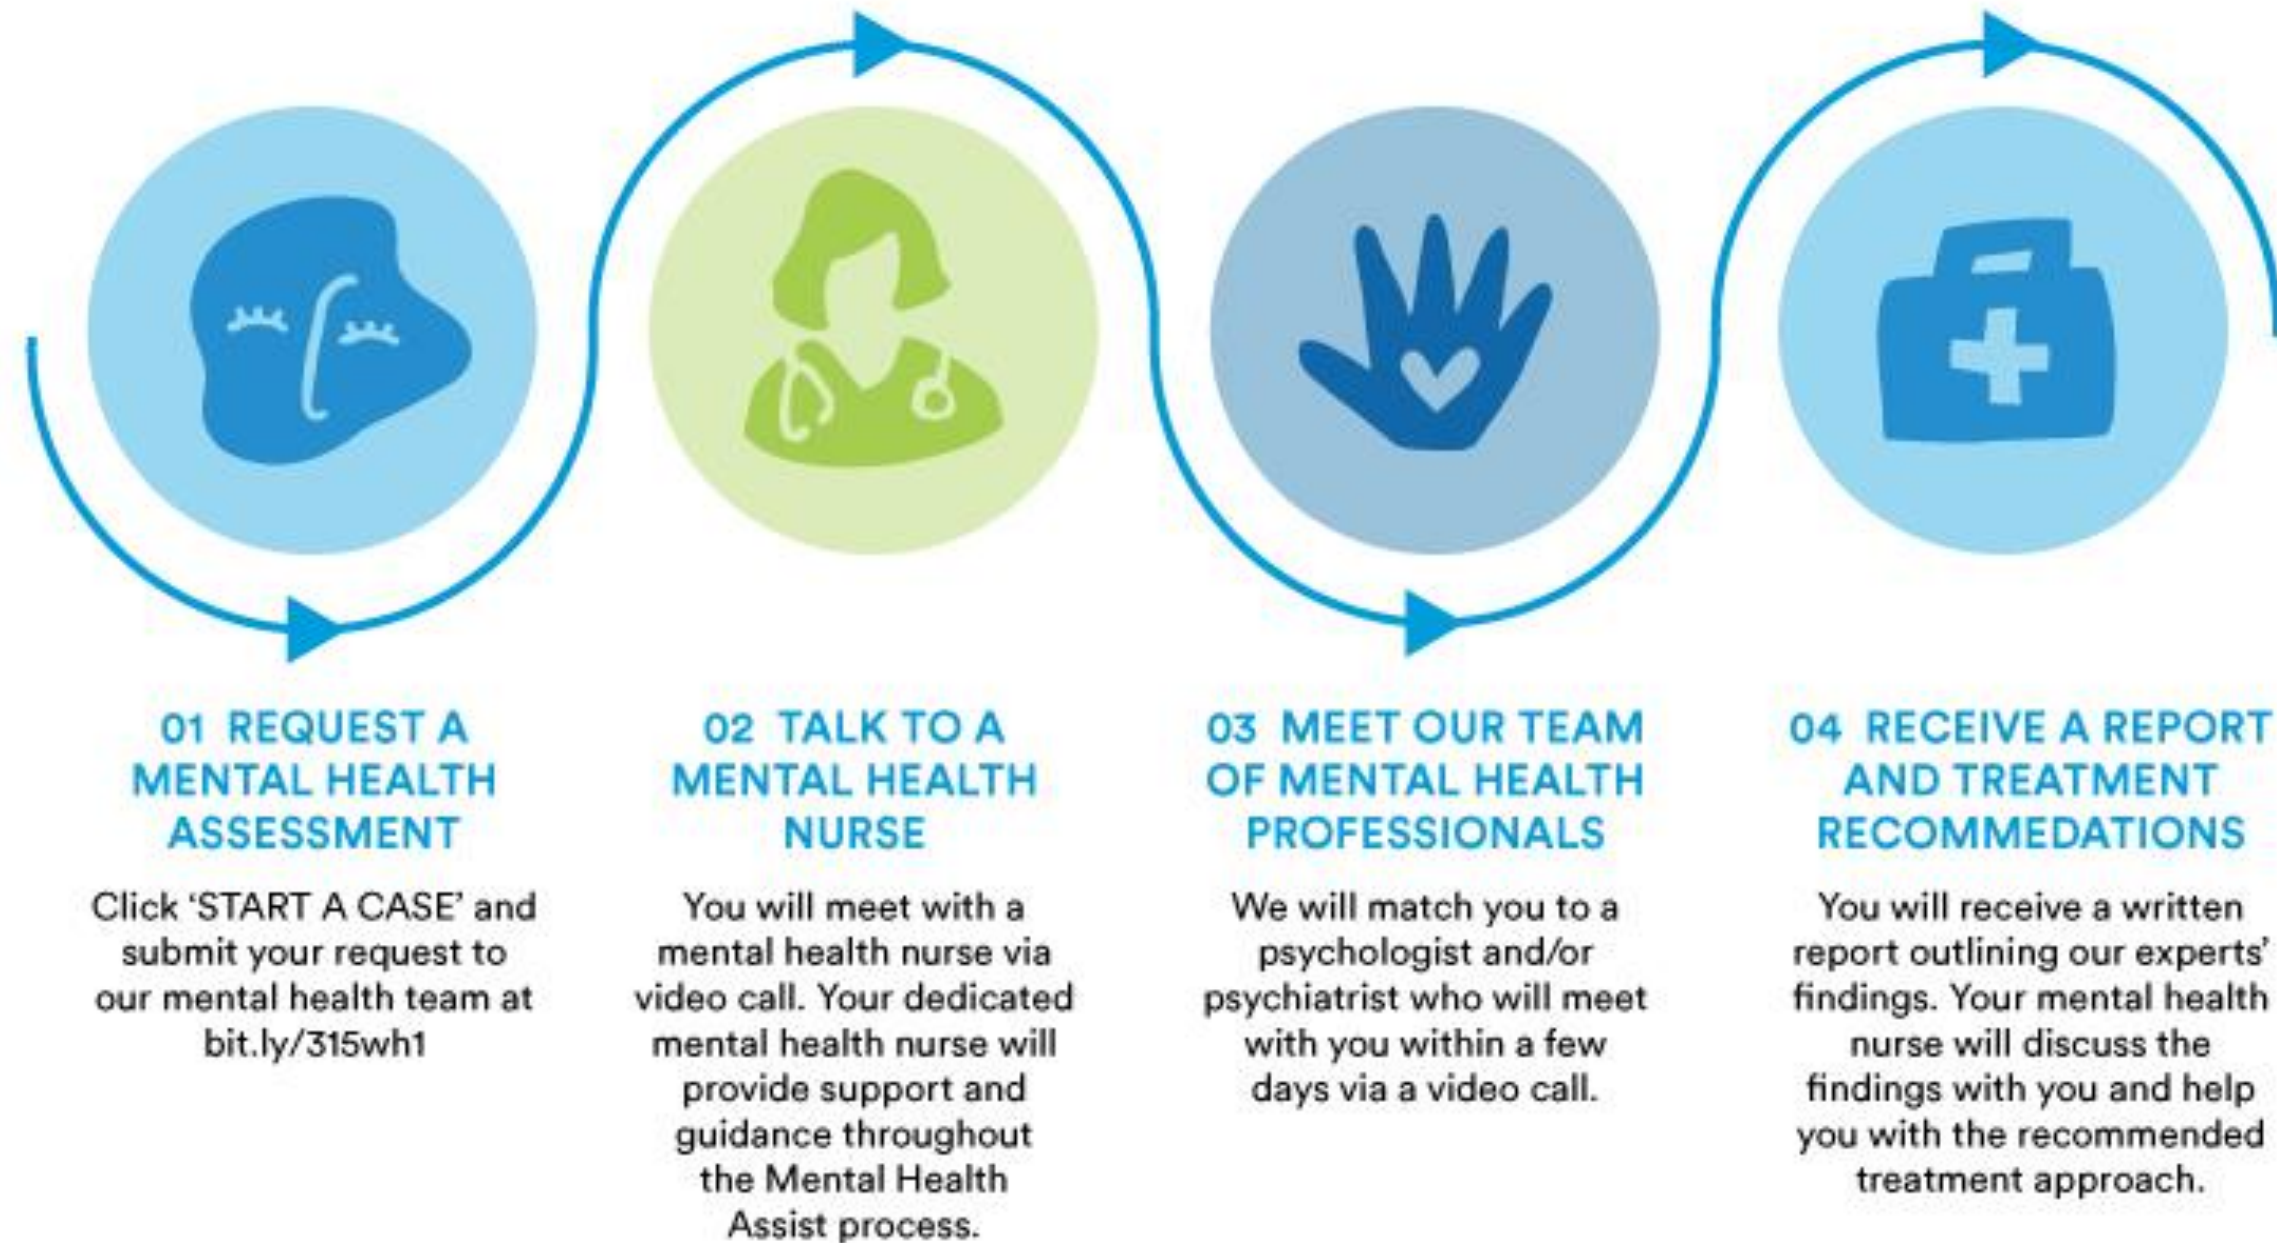 01 REQUEST A
MENTAL HEALTH
ASSESSMENT
Click ‘START A CASE’ and
submit your request to
our mental health team at
bit.ly/315wh1
02 TALK TO A
MENTAL HEALTH
NURSE
You will meet with a
mental health nurse via
video call. Your dedicated
mental health nurse will
provide support and
guidance throughout
the Mental Health
Assist process.
03 MEET OUR TEAM
OF MENTAL HEALTH
PROFESSIONALS
We will match you to a
psychologist and/or
psychiatrist who will meet
with you within a few
days via a video call.
04 RECEIVE A REPORT
AND TREATMENT
RECOMMEDATIONS
You will receive a written
report outlining our experts’
findings. Your mental health
nurse will discuss the
findings with you and help
you with the recommended
treatment approach.